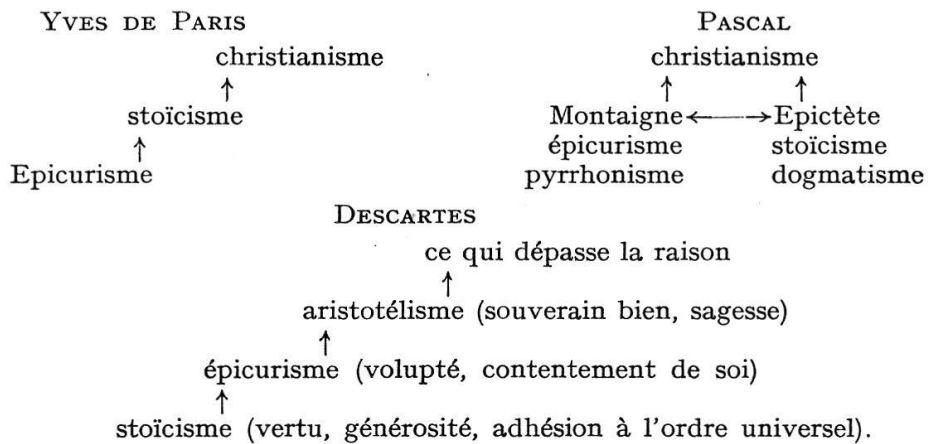 YVES DE PARIS PASCAL
christianisme christianisme
↑ ↑ ↑
stoïcisme Montaigne ←——→ Epictète
↑ épicurisme stoïcisme
Epicurisme pyrrhonisme dogmatisme
DESCARTES
ce qui dépasse la raison
↑
aristotélisme (souverain bien, sagesse)
↑
épicurisme (volupté, contentement de soi)
↑
stoïcisme (vertu, générosité, adhésion à l'ordre universel).